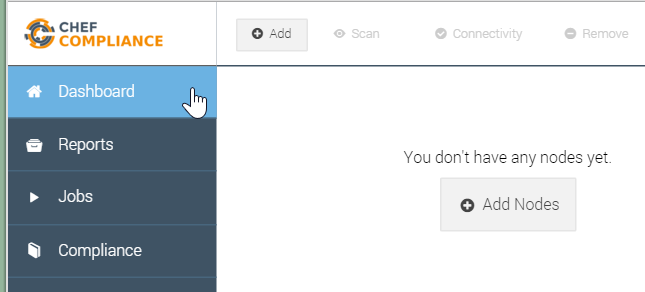 CHEF
COMPLIANCE
Add
Scan
Connectivity
Remove
Dashboard
Reports
Jobs
Compliance
You don't have any nodes yet.
Add Nodes